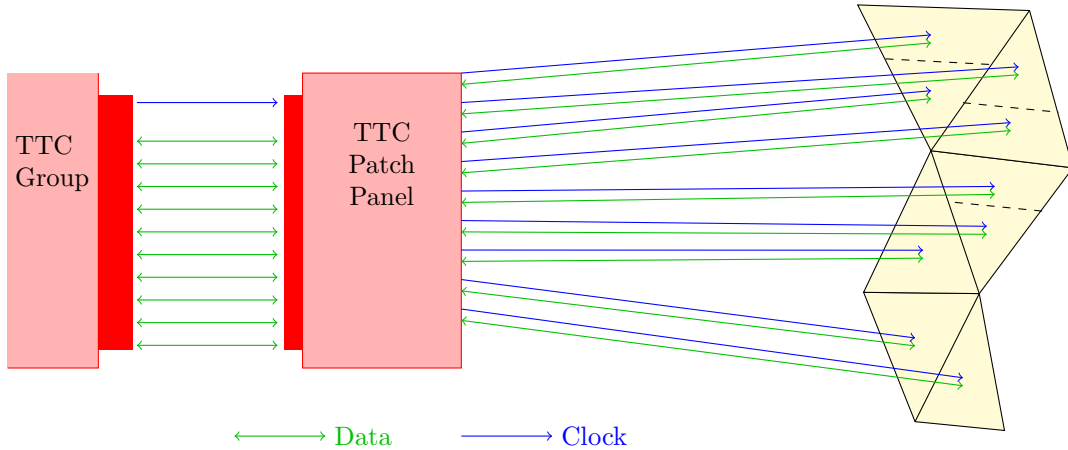 TTC
Group
TTC
Patch
Panel
Data
Clock